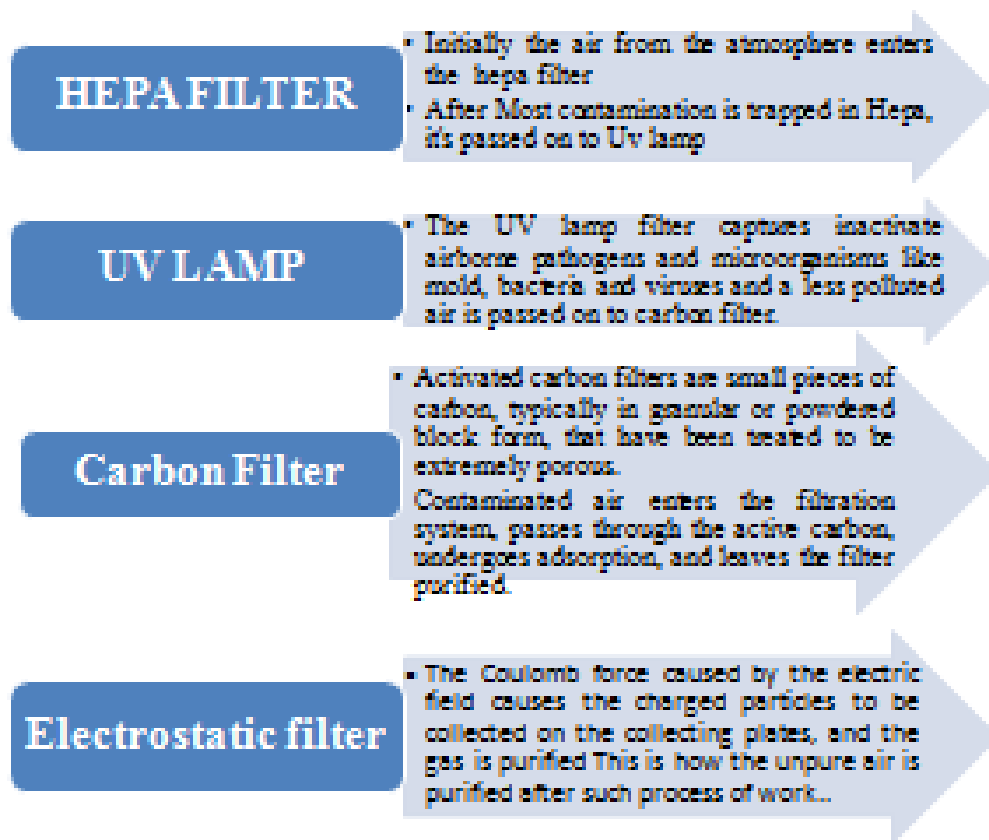 HEPA FILTER
• Initially the air from the atmosphere enters
the hepa filter
• After Most contamination is trapped in Hepa,
it's passed on to Uv lamp
UV LAMP
• The UV lamp filter captures inactivate
airborne pathogens and microorganisms like
mold, bacteria and viruses and a less polluted
air is passed on to carbon filter.
Carbon Filter
• Activated carbon filters are small pieces of
carbon, typically in granular or powdered
block form, that have been treated to be
extremely porous.
Contaminated air enters the filtration
system, passes through the active carbon,
undergoes adsorption, and leaves the filter
purified.
Electrostatic filter
• The Coulomb force caused by the electric
field causes the charged particles to be
collected on the collecting plates, and the
gas is purified This is how the unpure air is
purified after such process of work...